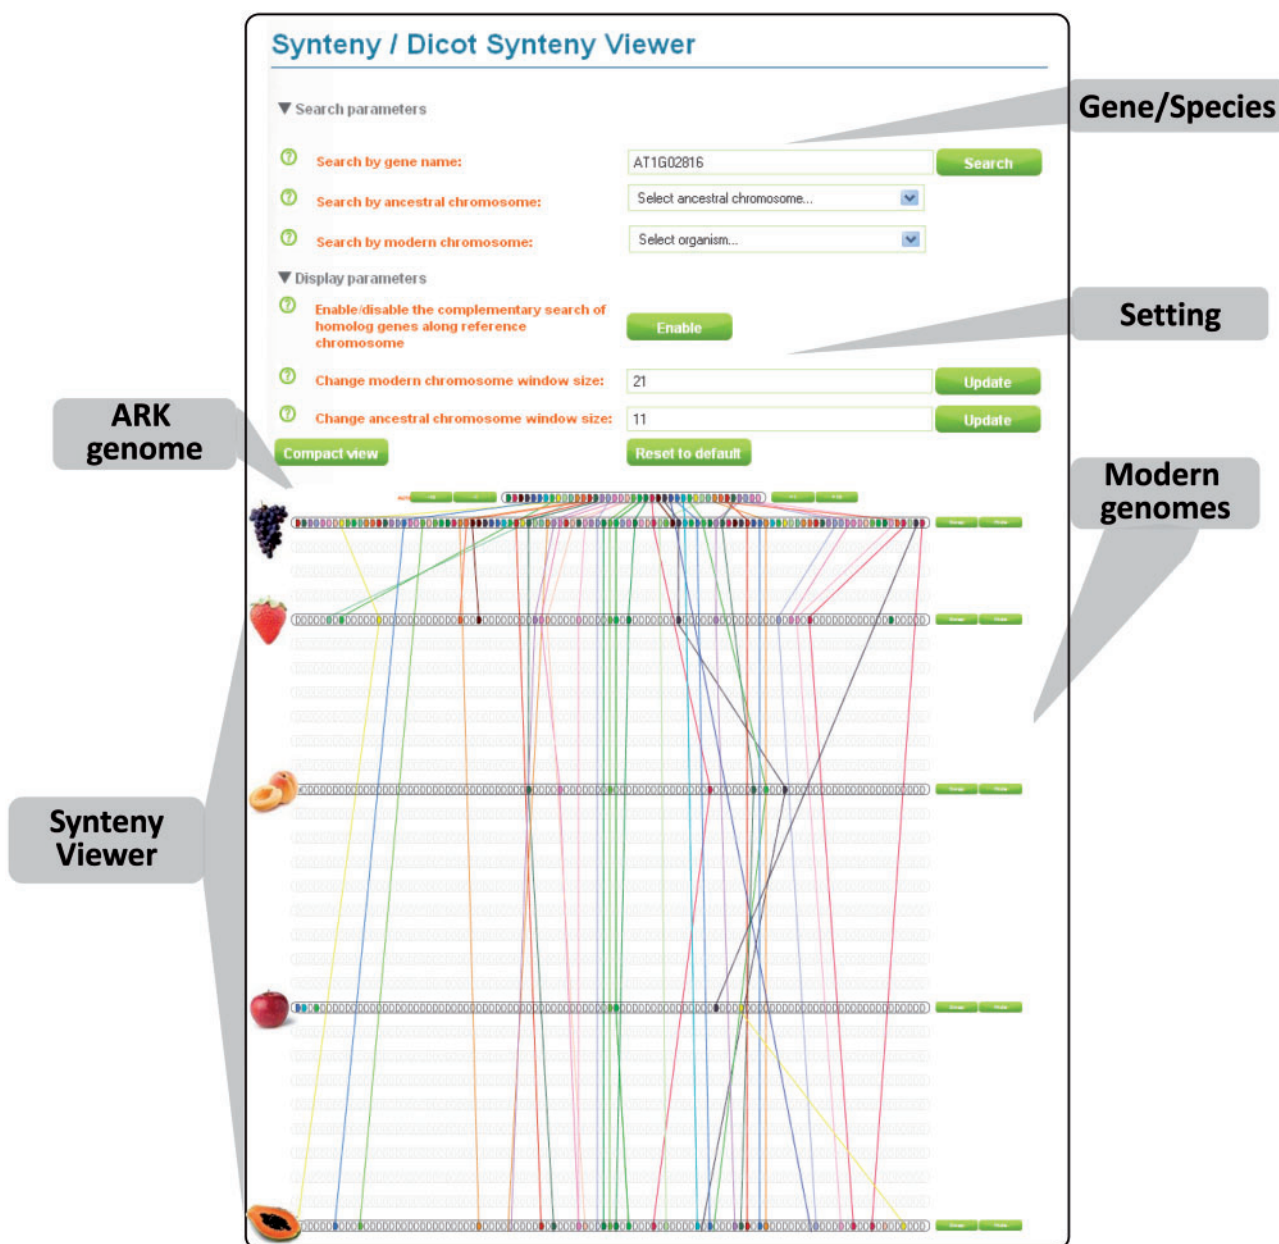 Synteny / Dicot Synteny Viewer
▼ Search parameters
Gene/Species
? Search by gene name: AT1G02816 Search
? Search by ancestral chromosome: Select ancestral chromosome...
? Search by modern chromosome: Select organism...
▼ Display parameters
? Enable/disable the complementary search of
homolog genes along reference
chromosome
Enable
Setting
? Change modern chromosome window size: 21 Update
? Change ancestral chromosome window size: 11 Update
Compact view Reset to default
ARK
genome
Modern
genomes
Synteny
Viewer